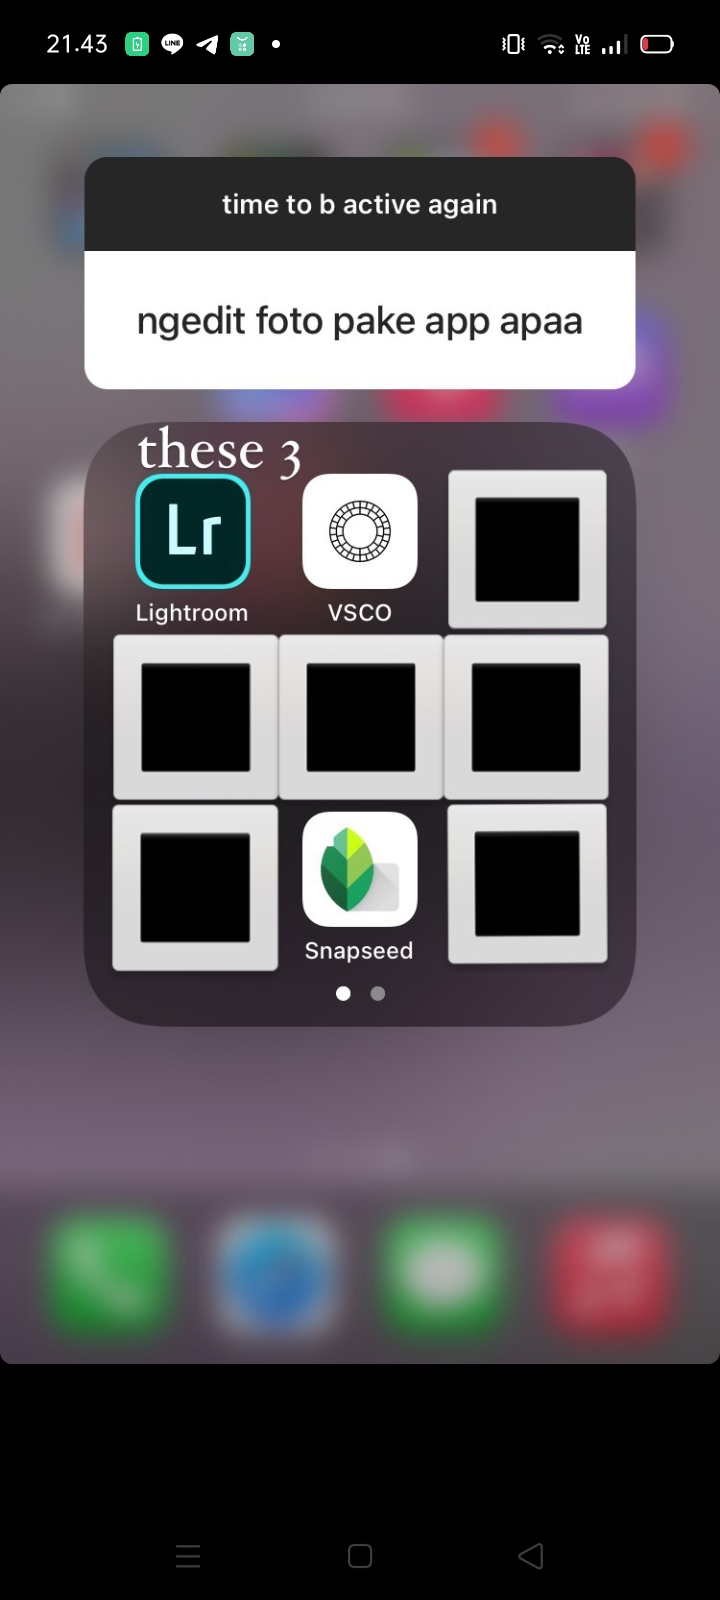 21.43
LINE
Vo
LTE
time to b active again
ngedit foto pake app apaa
these 3
Lr
Lightroom
VSCO
Snapseed